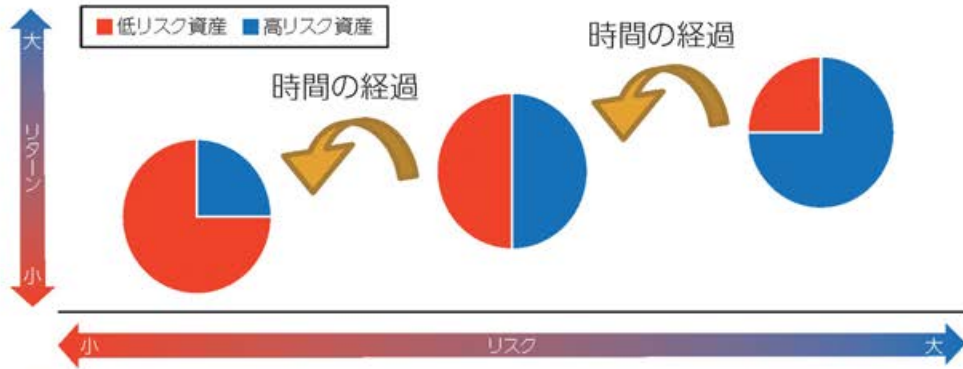 低リスク資産 高リスク資産
時間の経過
時間の経過
大
リターン
小
小 リスク 大